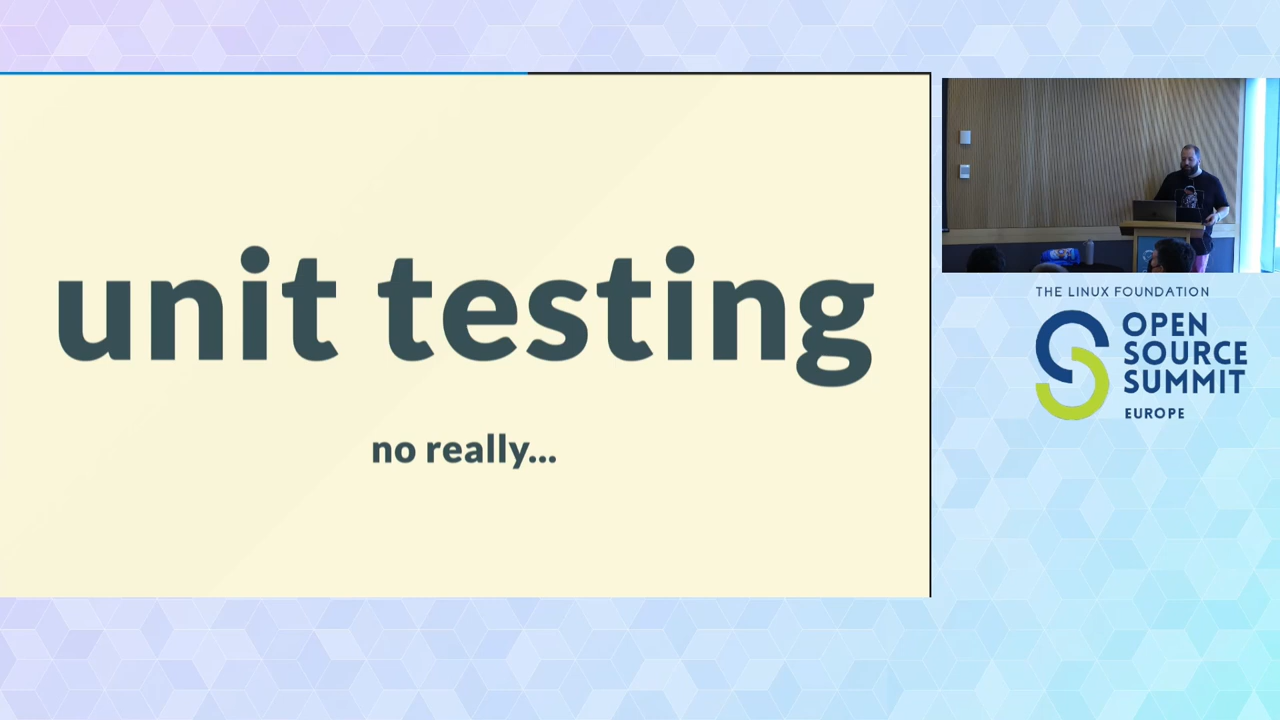 unit testing
no really...
THE LINUX FOUNDATION
OPEN
SOURCE
SUMMIT
EUROPE